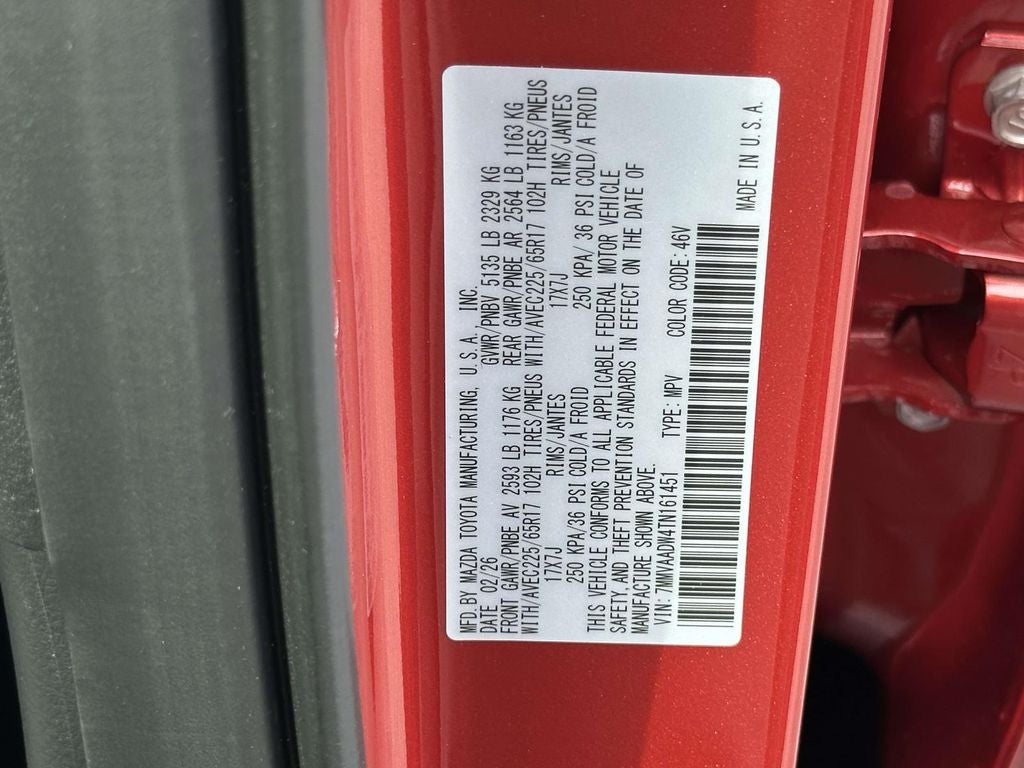 MFD.BY MAZDA TOYOTA MANUFACTURING, U.S.A., INC.
DATE 02/26 GVWR/PNBV 5135 LB 2329 KG
FRONT GAWR/PNBE AV 2593 LB 1176 KG REAR GAWR/PNBE AR 2564 LB 1163 KG
WITH/AVEC225/65R17 102H TIRES/PNEUS WITH/AVEC225/65R17 102H TIRES/PNEUS
17X7J RIMS/JANTES 17X7J RIMS/JANTES
250 KPA/36 PSI COLD/A FROID 250 KPA/ 36 PSI COLD/A FROID
THIS VEHICLE CONFORMS TO ALL APPLICABLE FEDERAL MOTOR VEHICLE
SAFETY, AND THEFT PREVENTION STANDARDS IN EFFECT ON THE DATE OF
MANUFACTURE SHOWN ABOVE.
VIN:7MMVAADW4TN161451 TYPE: MPV COLOR CODE:46V
MADE IN U.S.A.